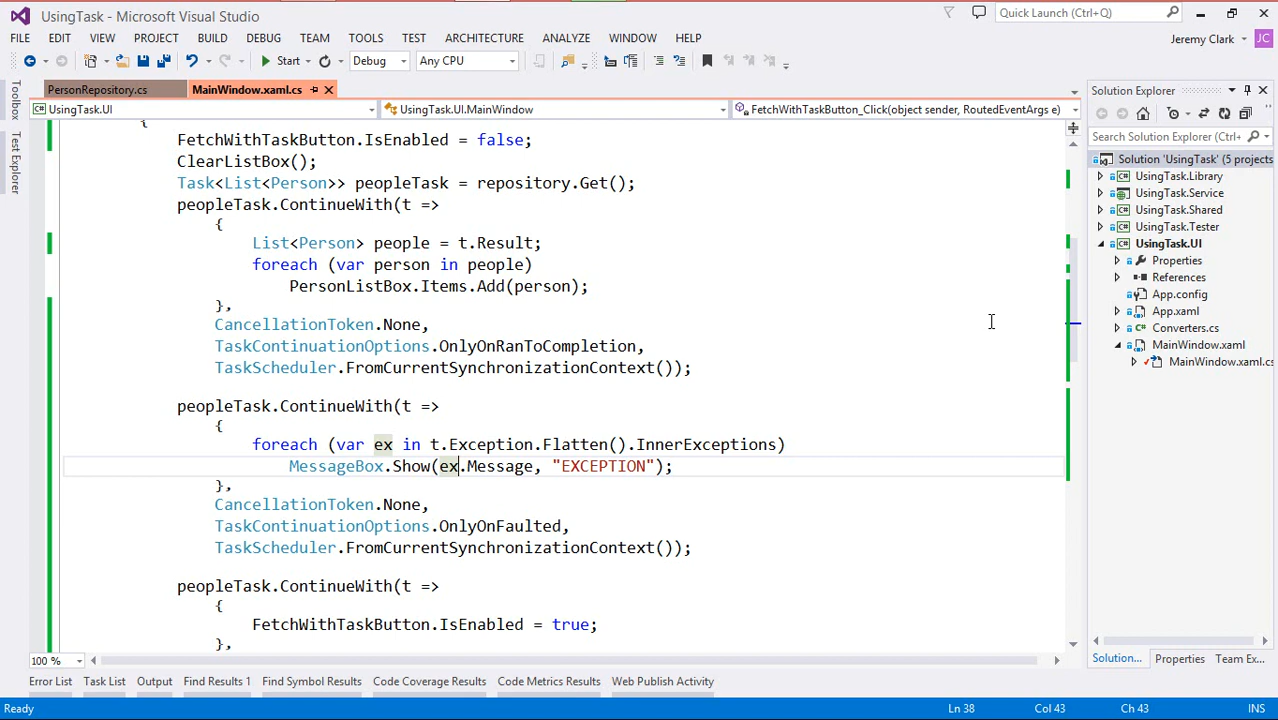 UsingTask - Microsoft Visual Studio
Quick Launch (Ctrl+Q)
FILE EDIT VIEW PROJECT BUILD DEBUG TEAM TOOLS TEST ARCHITECTURE ANALYZE WINDOW HELP
Jeremy Clark JC
Start Debug Any CPU
Toolbox
Test Explorer
PersonRepository.cs MainWindow.xaml.cs
UsingTask.UI UsingTask.UI.MainWindow FetchWithTaskButton_Click(object sender, RoutedEventArgs e)
{
FetchWithTaskButton.IsEnabled = false;
ClearListBox();
Task<List<Person>> peopleTask = repository.Get();
peopleTask.ContinueWith(t =>
{
List<Person> people = t.Result;
foreach (var person in people)
PersonListBox.Items.Add(person);
},
CancellationToken.None,
TaskContinuationOptions.OnlyOnRanToCompletion,
TaskScheduler.FromCurrentSynchronizationContext());
peopleTask.ContinueWith(t =>
{
foreach (var ex in t.Exception.Flatten().InnerExceptions)
MessageBox.Show(ex.Message, "EXCEPTION");
},
CancellationToken.None,
TaskContinuationOptions.OnlyOnFaulted,
TaskScheduler.FromCurrentSynchronizationContext());
peopleTask.ContinueWith(t =>
{
FetchWithTaskButton.IsEnabled = true;
},
100 %
Solution Explorer
Search Solution Explorer (Ctrl+
Solution 'UsingTask' (5 projects
UsingTask.Library
UsingTask.Service
UsingTask.Shared
UsingTask.Tester
UsingTask.UI
Properties
References
App.config
App.xaml
Converters.cs
MainWindow.xaml
MainWindow.xaml.cs
Solution... Properties Team Ex...
Error List Task List Output Find Results 1 Find Symbol Results Code Coverage Results Code Metrics Results Web Publish Activity
Ready Ln 38 Col 43 Ch 43 INS